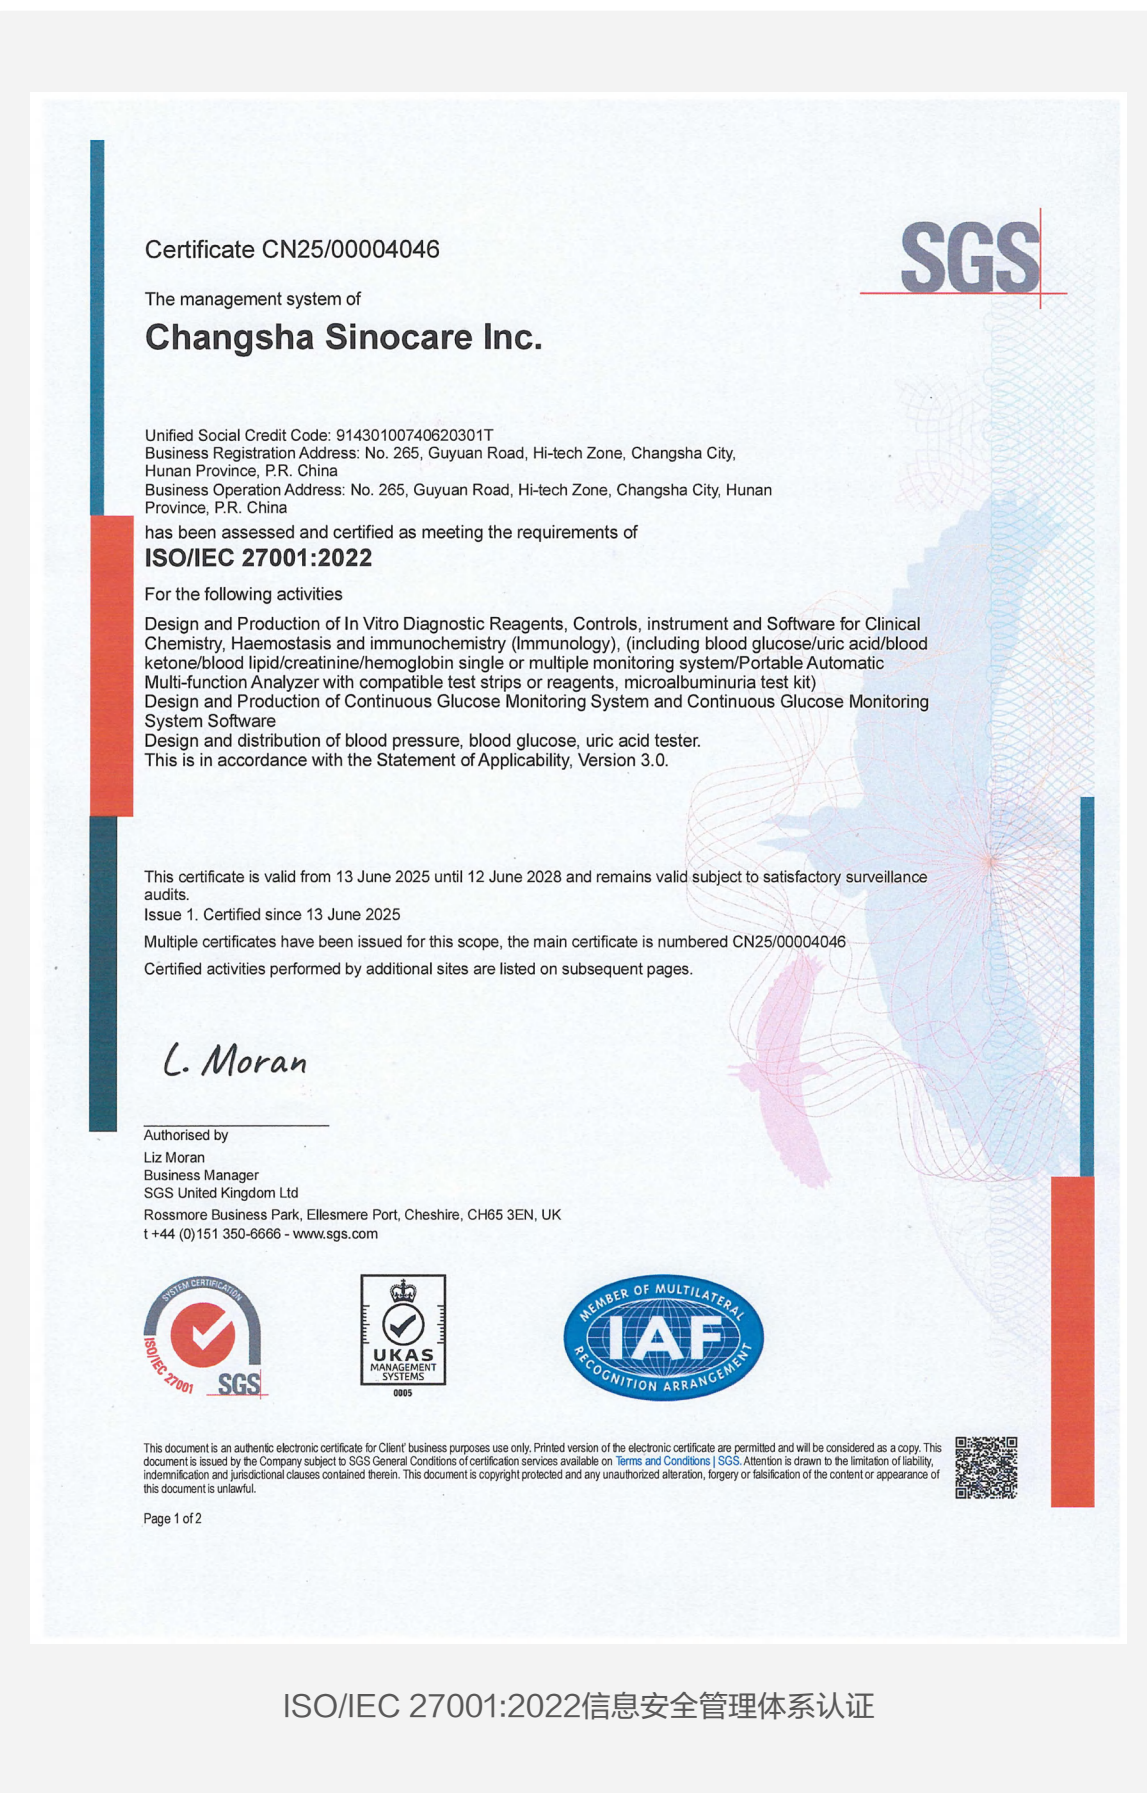 SGS
Certificate CN25/00004046
The management system of
Changsha Sinocare Inc.
Unified Social Credit Code: 91430100740620301T
Business Registration Address: No. 265, Guyuan Road, Hi-tech Zone, Changsha City,
Hunan Province, P.R. China
Business Operation Address: No. 265, Guyuan Road, Hi-tech Zone, Changsha City, Hunan
Province, P.R. China
has been assessed and certified as meeting the requirements of
ISO/IEC 27001:2022
For the following activities
Design and Production of In Vitro Diagnostic Reagents, Controls, instrument and Software for Clinical
Chemistry, Haemostasis and immunochemistry (Immunology), (including blood glucose/uric acid/blood
ketone/blood lipid/creatinine/hemoglobin single or multiple monitoring system/Portable Automatic
Multi-function Analyzer with compatible test strips or reagents, microalbuminuria test kit)
Design and Production of Continuous Glucose Monitoring System and Continuous Glucose Monitoring
System Software
Design and distribution of blood pressure, blood glucose, uric acid tester.
This is in accordance with the Statement of Applicability, Version 3.0.
This certificate is valid from 13 June 2025 until 12 June 2028 and remains valid subject to satisfactory surveillance
audits.
Issue 1. Certified since 13 June 2025
Multiple certificates have been issued for this scope, the main certificate is numbered CN25/00004046
Certified activities performed by additional sites are listed on subsequent pages.
L. Moran
Authorised by
Liz Moran
Business Manager
SGS United Kingdom Ltd
Rossmore Business Park, Ellesmere Port, Cheshire, CH65 3EN, UK
t +44 (0)151 350-6666 - www.sgs.com
SYSTEM CERTIFICATION
ISO/IEC 27001
SGS
UKAS
MANAGEMENT
SYSTEMS
0005
MEMBER OF MULTILATERAL
IAF
RECOGNITION ARRANGEMENT
This document is an authentic electronic certificate for Client' business purposes use only. Printed version of the electronic certificate are permitted and will be considered as a copy. This
document is issued by the Company subject to SGS General Conditions of certification services available on Terms and Conditions | SGS. Attention is drawn to the limitation of liability,
indemnification and jurisdictional clauses contained therein. This document is copyright protected and any unauthorized alteration, forgery or falsification of the content or appearance of
this document is unlawful.
Page 1 of 2
ISO/IEC 27001:2022信息安全管理体系认证